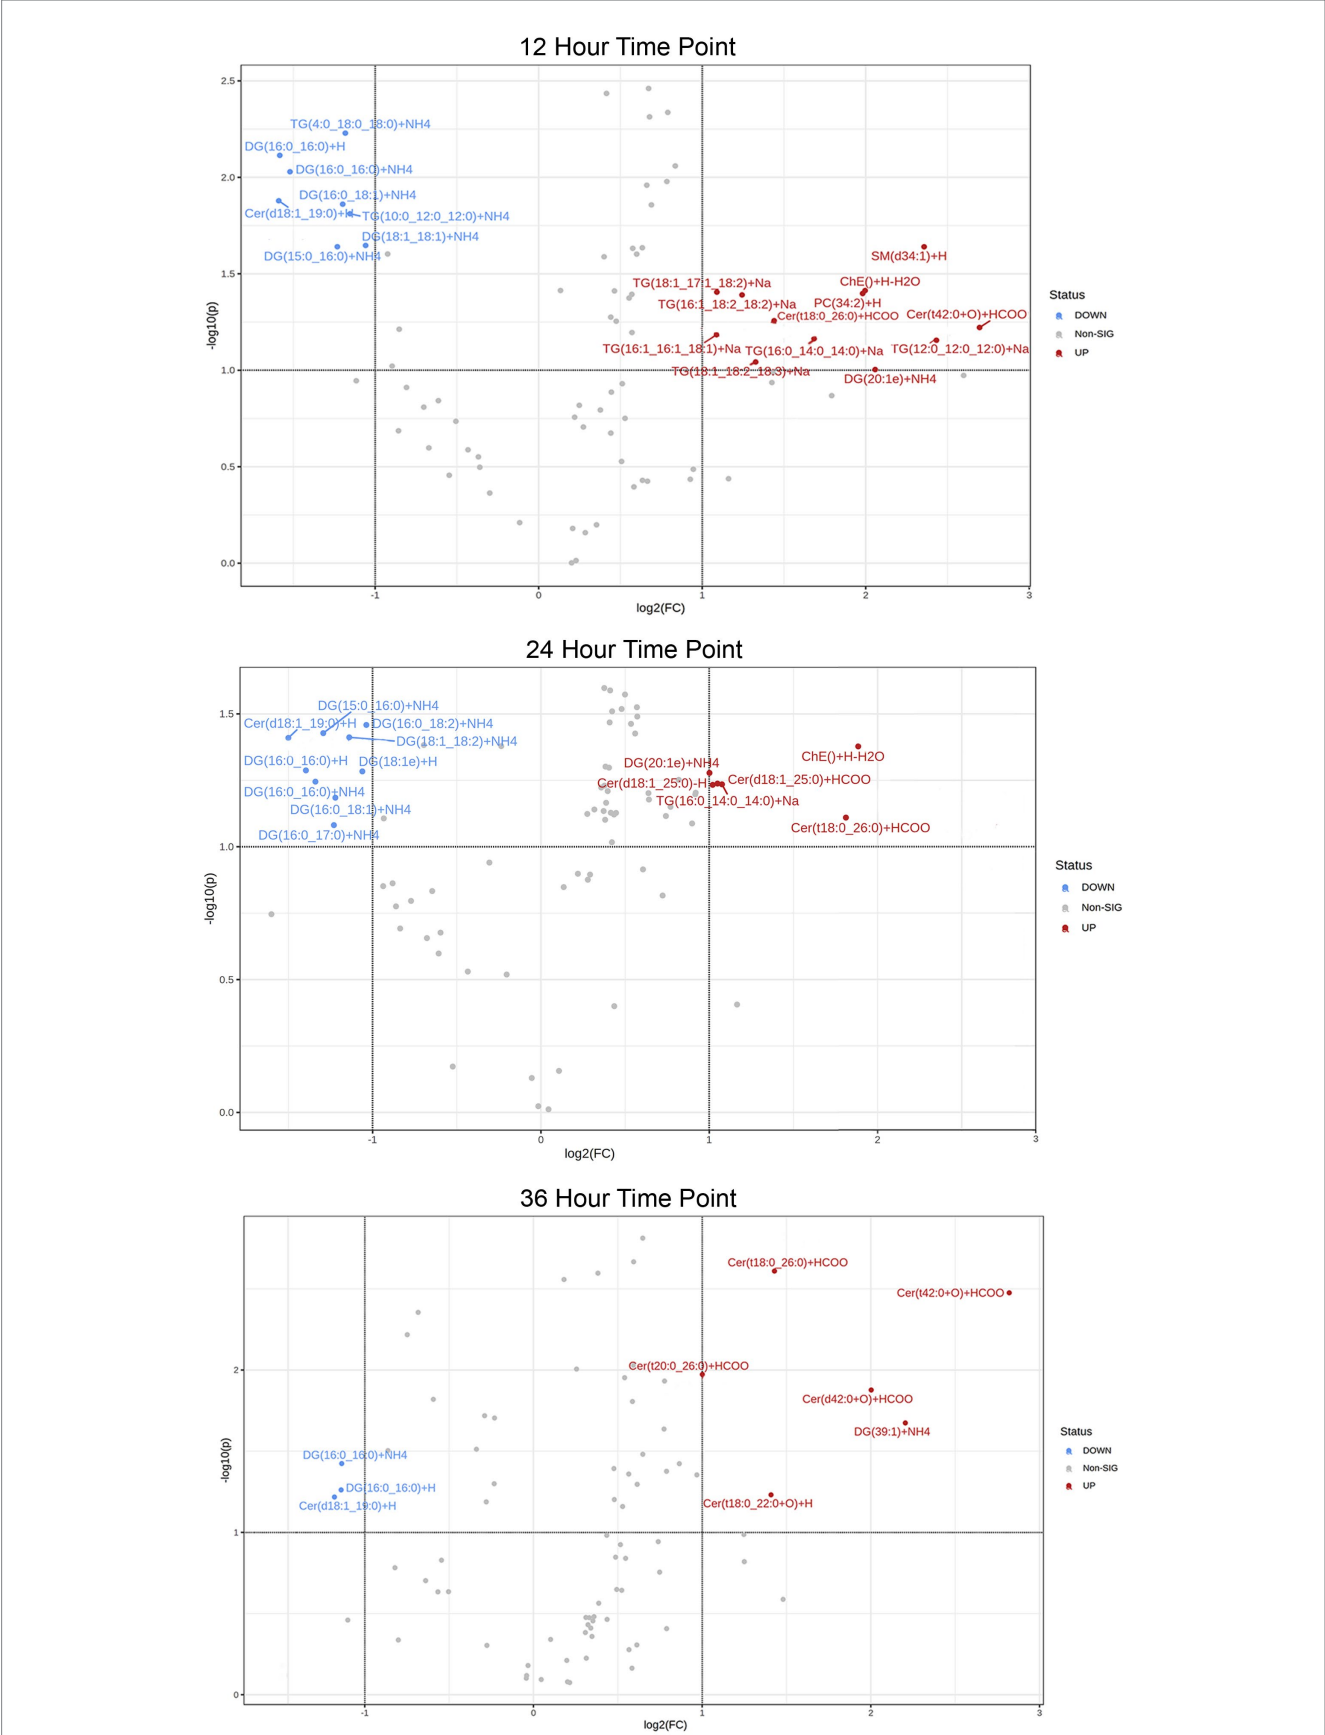 12 Hour Time Point
2.5
TG(4:0_18:0_18:0)+NH4
DG(16:0_16:0)+H
DG(16:0_16:0)+NH4
2.0
DG(16:0_18:1)+NH4
Cer(d18:1_19:0)+H
TG(10:0_12:0_12:0)+NH4
DG(18:1_18:1)+NH4
DG(15:0_16:0)+NH4
SM(d34:1)+H
1.5
TG(18:1_17:1_18:2)+Na
ChE()+H-H2O
TG(16:1_18:2_18:2)+Na
PC(34:2)+H
Cer(t18:0_26:0)+HCOO
Cer(t42:0+O)+HCOO
TG(16:1_16:1_18:1)+Na
TG(16:0_14:0_14:0)+Na
TG(12:0_12:0_12:0)+Na
TG(18:1_18:2_18:3)+Na
DG(20:1e)+NH4
1.0
0.5
0.0
-log10(p)
-1 0 1 2 3
log2(FC)
Status
DOWN
Non-SIG
UP
24 Hour Time Point
1.5
DG(15:0_16:0)+NH4
Cer(d18:1_19:0)+H
DG(16:0_18:2)+NH4
DG(18:1_18:2)+NH4
DG(16:0_16:0)+H
DG(18:1e)+H
DG(16:0_16:0)+NH4
DG(16:0_18:1)+NH4
DG(16:0_17:0)+NH4
ChE()+H-H2O
DG(20:1e)+NH4
Cer(d18:1_25:0)-H
Cer(d18:1_25:0)+HCOO
TG(16:0_14:0_14:0)+Na
Cer(t18:0_26:0)+HCOO
1.0
0.5
0.0
-log10(p)
-1 0 1 2 3
log2(FC)
Status
DOWN
Non-SIG
UP
36 Hour Time Point
Cer(t18:0_26:0)+HCOO
Cer(t42:0+O)+HCOO
2
Cer(t20:0_26:0)+HCOO
Cer(d42:0+O)+HCOO
DG(39:1)+NH4
DG(16:0_16:0)+NH4
DG(16:0_16:0)+H
Cer(d18:1_19:0)+H
Cer(t18:0_22:0+O)+H
1
0
-log10(p)
-1 0 1 2 3
log2(FC)
Status
DOWN
Non-SIG
UP